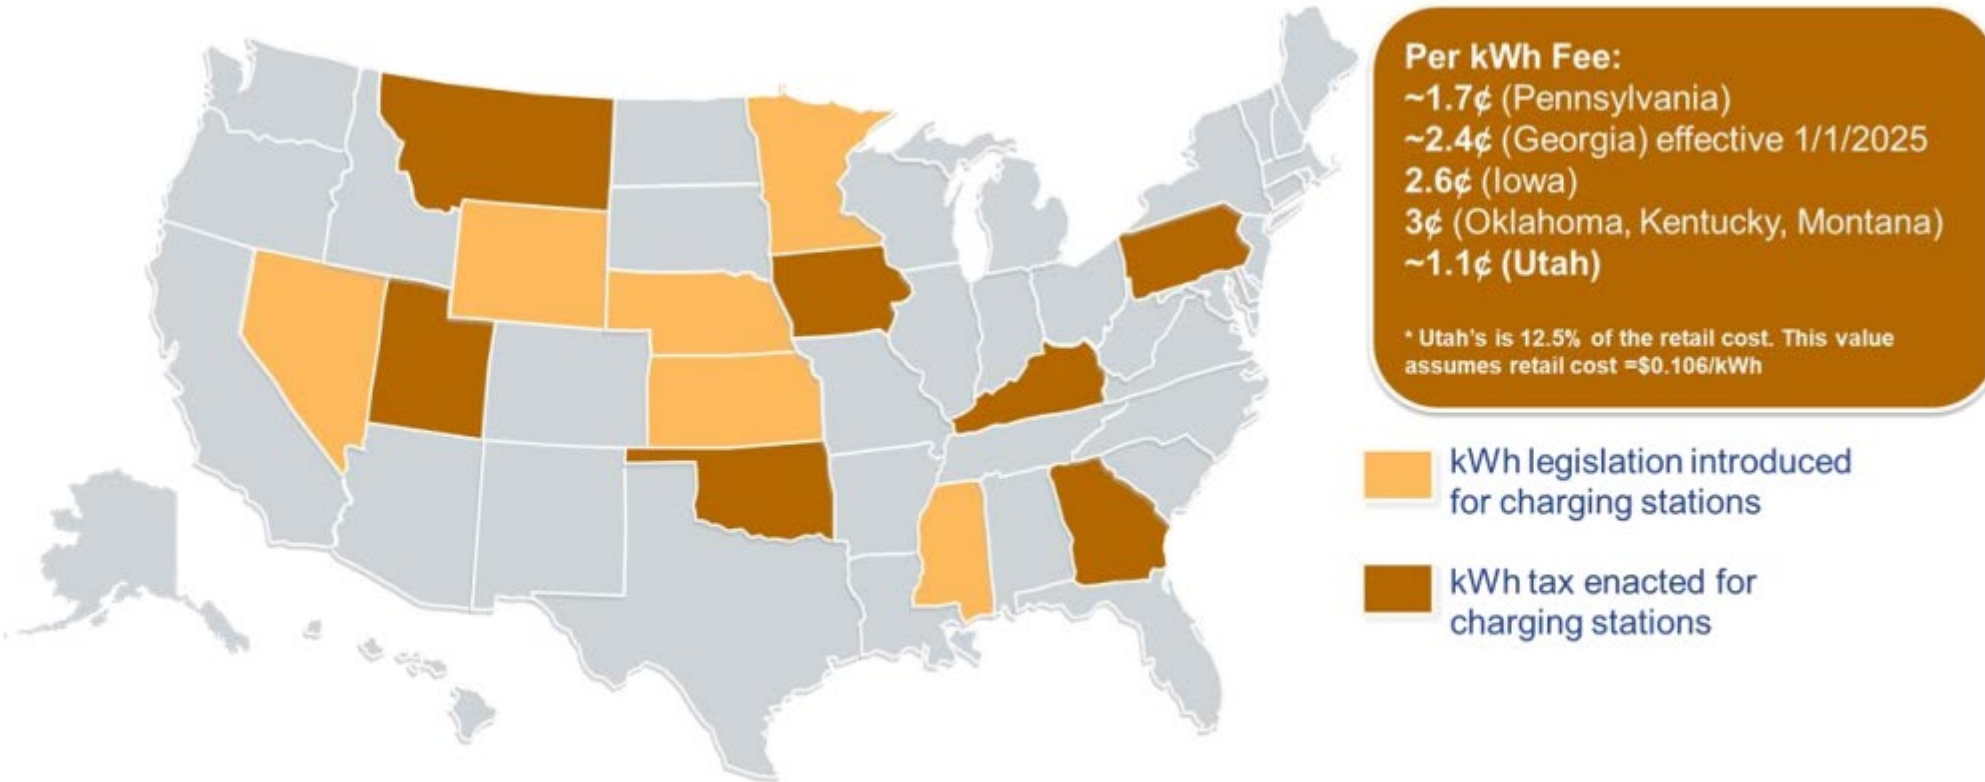 Per kWh Fee:
~1.7¢ (Pennsylvania)
~2.4¢ (Georgia) effective 1/1/2025
2.6¢ (Iowa)
3¢ (Oklahoma, Kentucky, Montana)
~1.1¢ (Utah)
* Utah's is 12.5% of the retail cost. This value
assumes retail cost =$0.106/kWh
kWh legislation introduced
for charging stations
kWh tax enacted for
charging stations